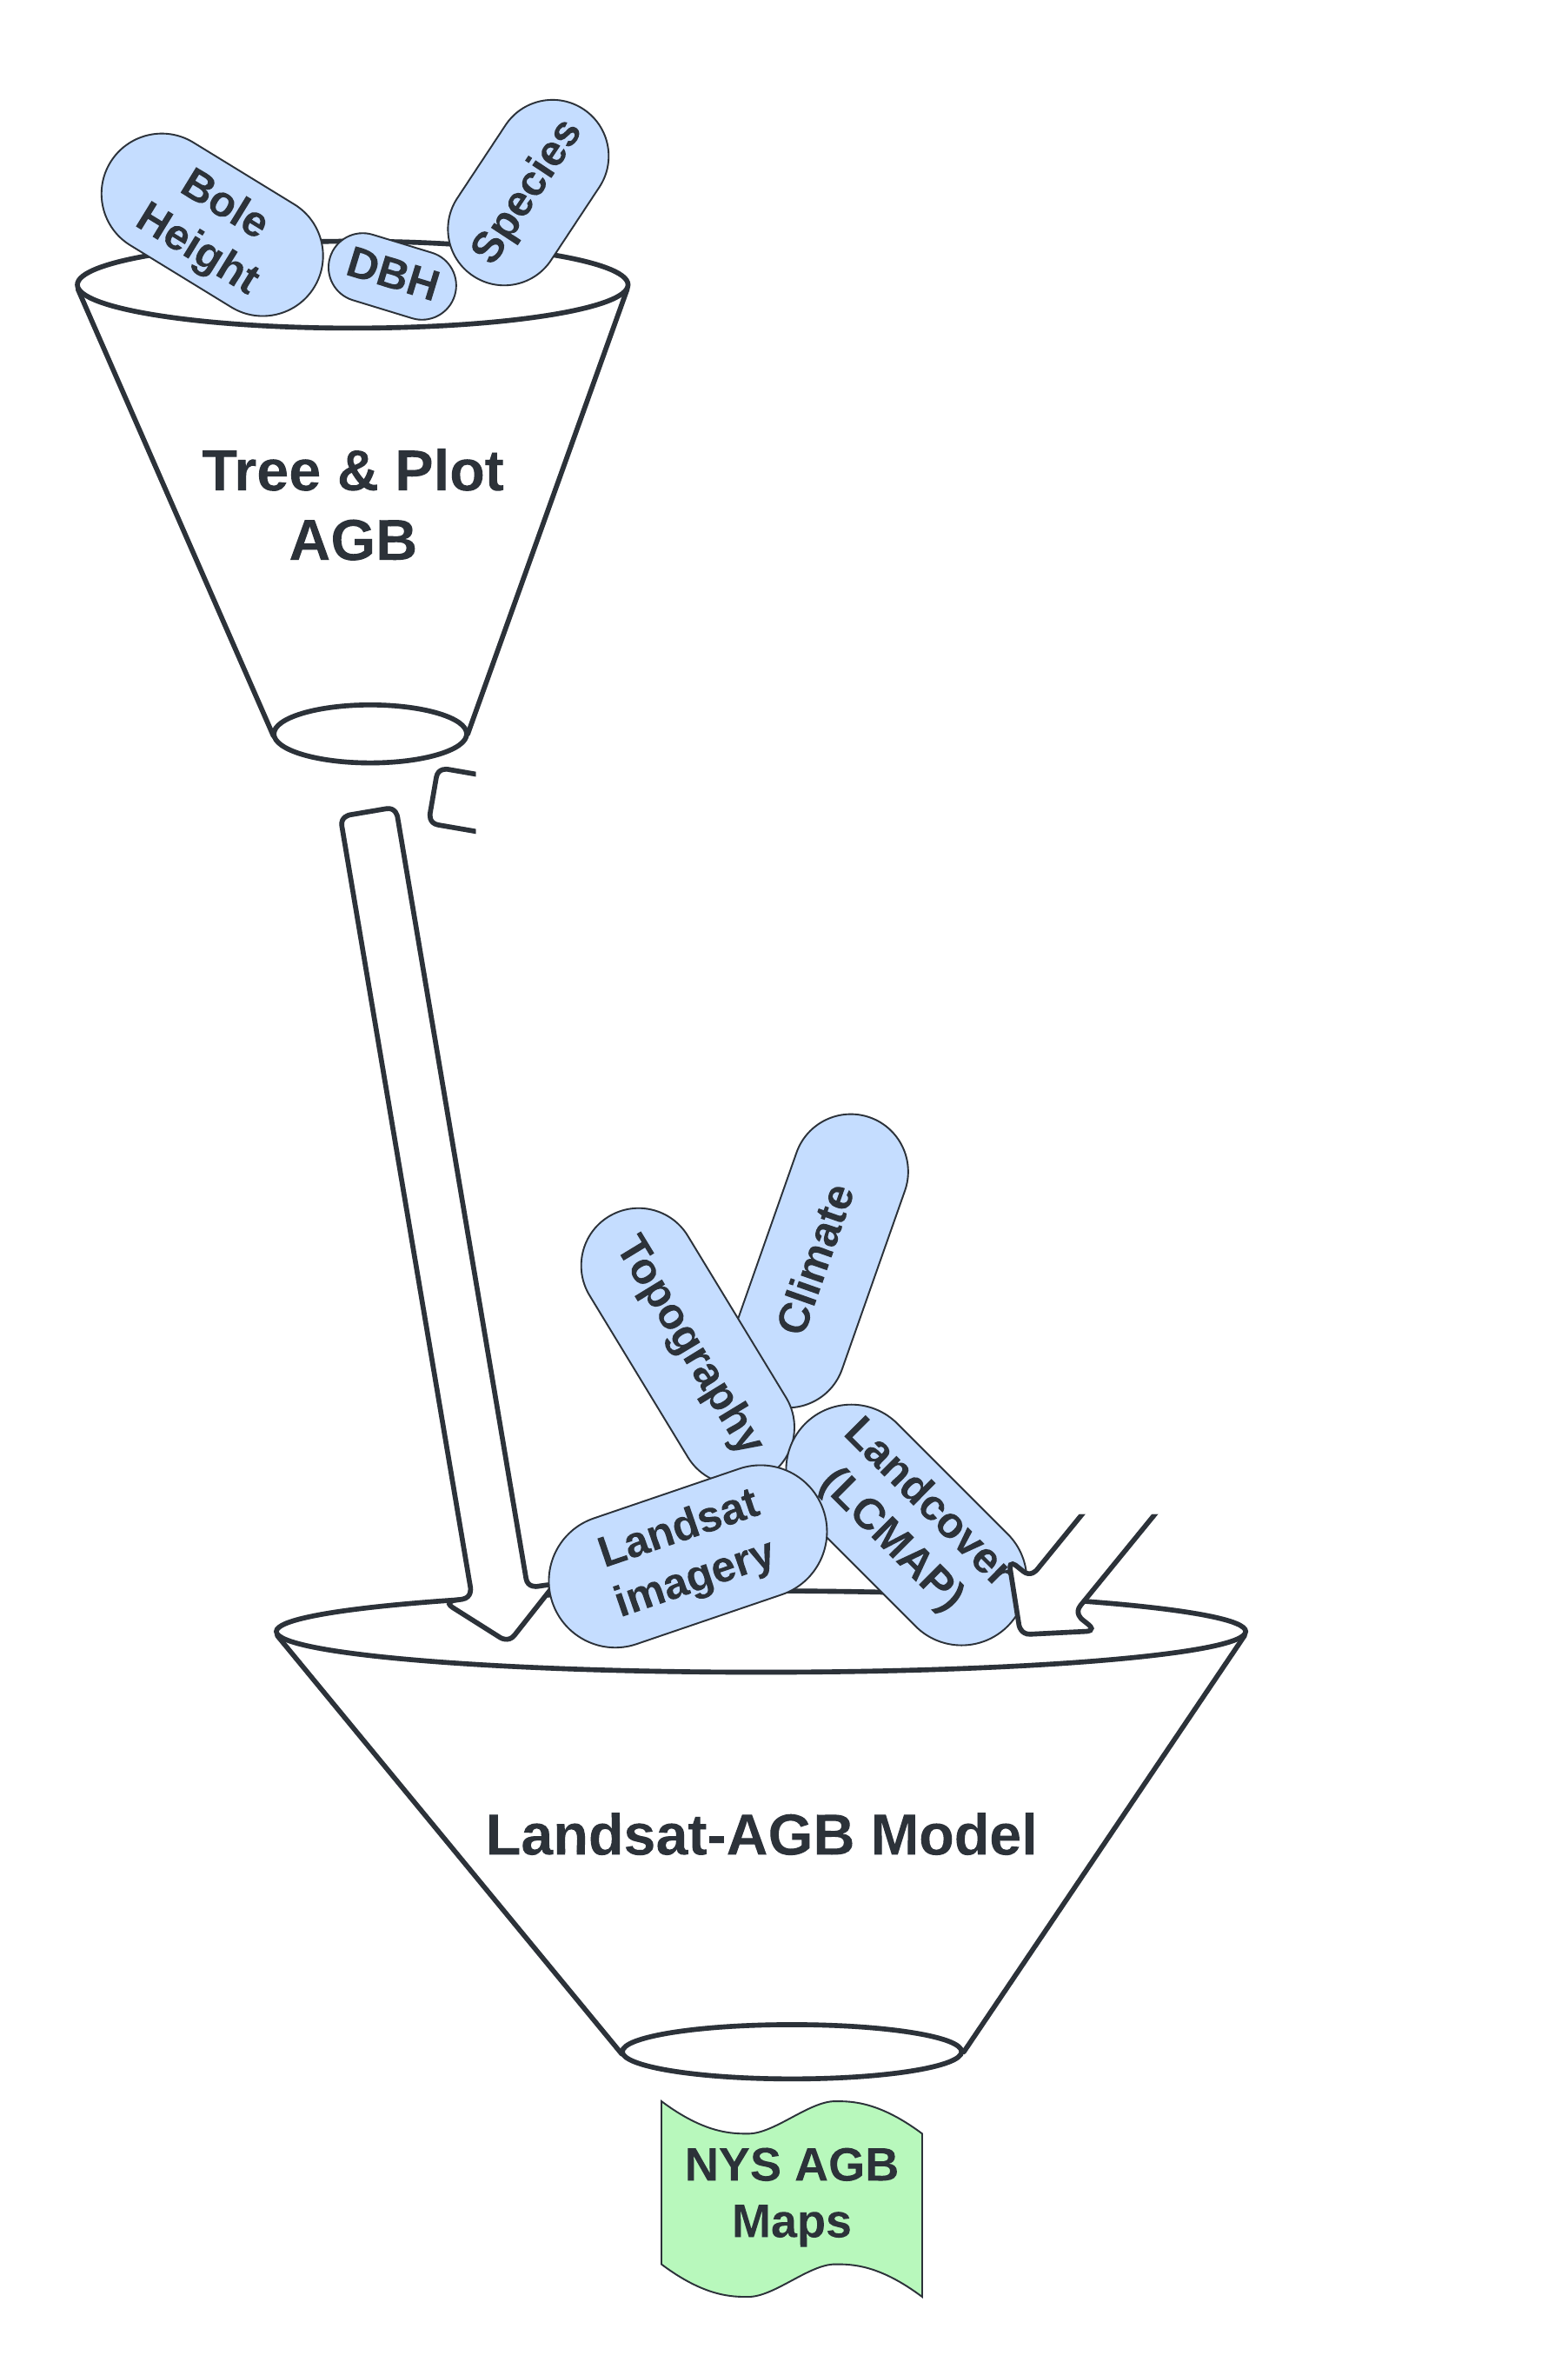 Bole
Height
DBH
Species
Tree & Plot
AGB
Climate
Topography
Landcover
(LCMAP)
Landsat
imagery
Landsat-AGB Model
NYS AGB
Maps